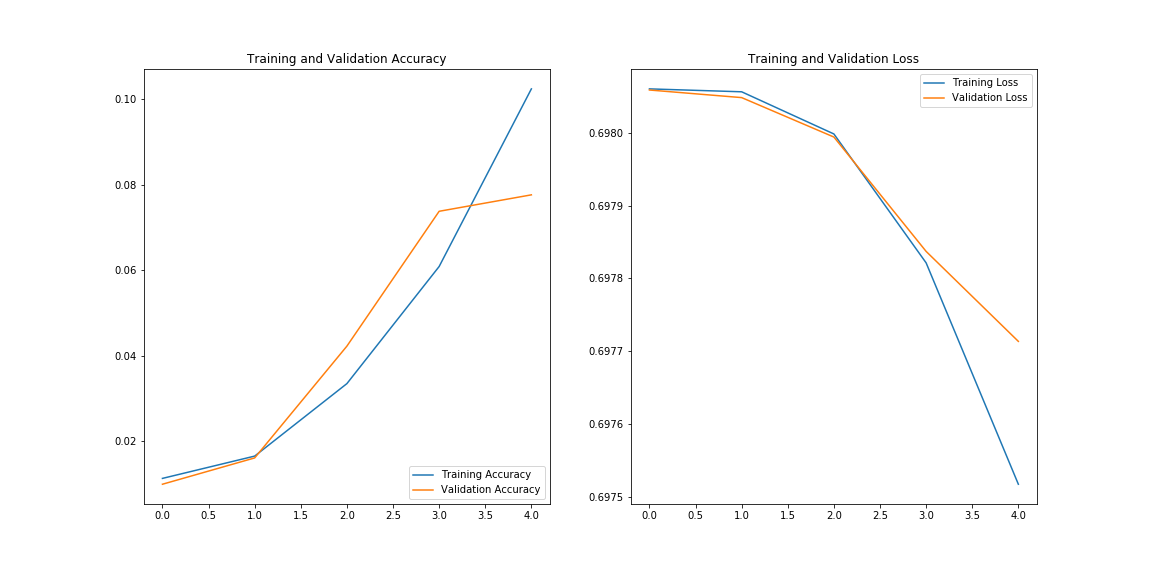 Training and Validation Accuracy
0.10
0.08
0.06
0.04
0.02
Training Accuracy
Validation Accuracy
0.0 0.5 1.0 1.5 2.0 2.5 3.0 3.5 4.0
Training and Validation Loss
Training Loss
Validation Loss
0.6980
0.6979
0.6978
0.6977
0.6976
0.6975
0.0 0.5 1.0 1.5 2.0 2.5 3.0 3.5 4.0